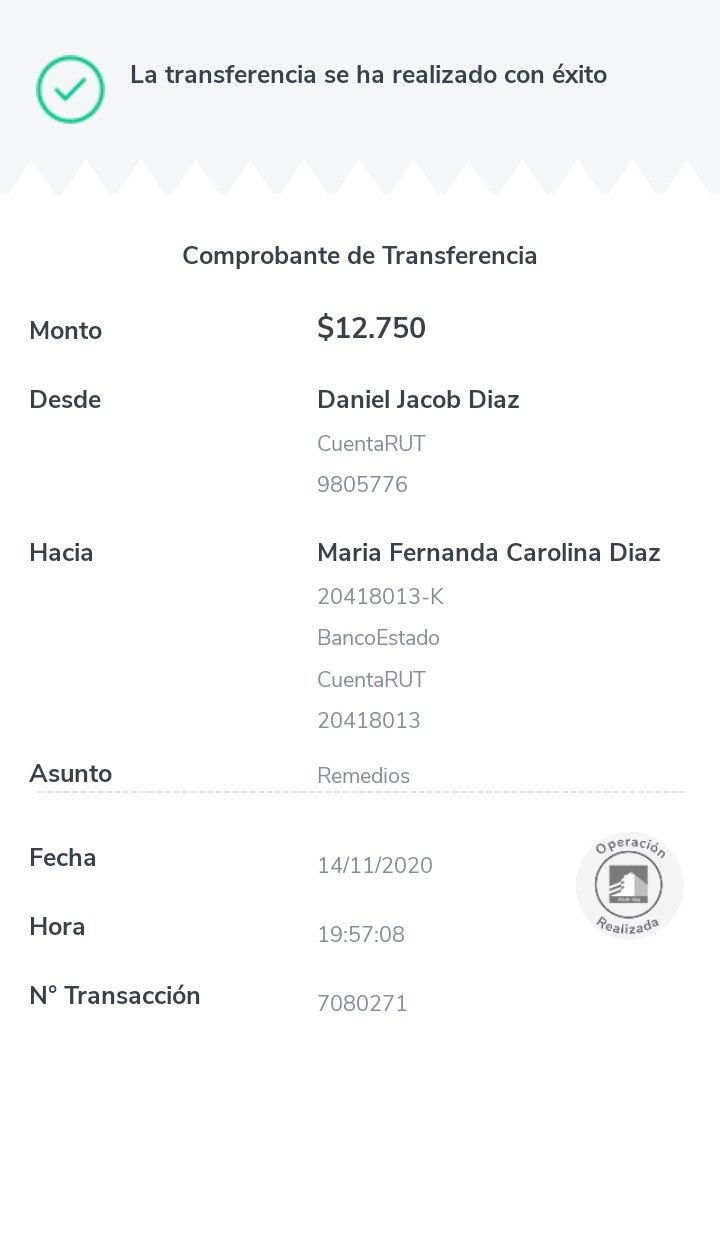 La transferencia se ha realizado con éxito
Comprobante de Transferencia
Monto $12.750
Desde Daniel Jacob Diaz
CuentaRUT
9805776
Hacia Maria Fernanda Carolina Diaz
20418013-K
BancoEstado
CuentaRUT
20418013
Asunto Remedios
Fecha 14/11/2020
Operación
Realizada
Hora 19:57:08
N° Transacción 7080271